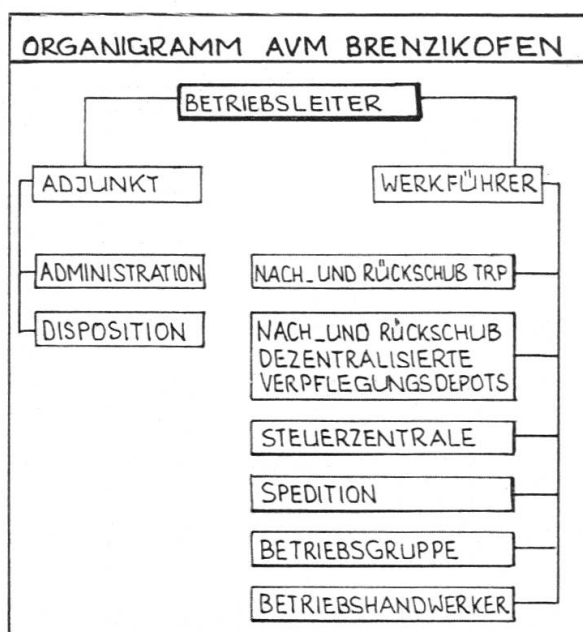 ORGANIGRAMM AVM BRENZIKOFEN
BETRIEBSLEITER
ADJUNKT
WERKFÜHRER
ADMINISTRATION
NACH_UND RÜCKSCHUB TRP
DISPOSITION
NACH_UND RÜCKSCHUB
DEZENTRALISIERTE
VERPFLEGUNGSDEPOTS
STEUERZENTRALE
SPEDITION
BETRIEBSGRUPPE
BETRIEBSHANDWERKER